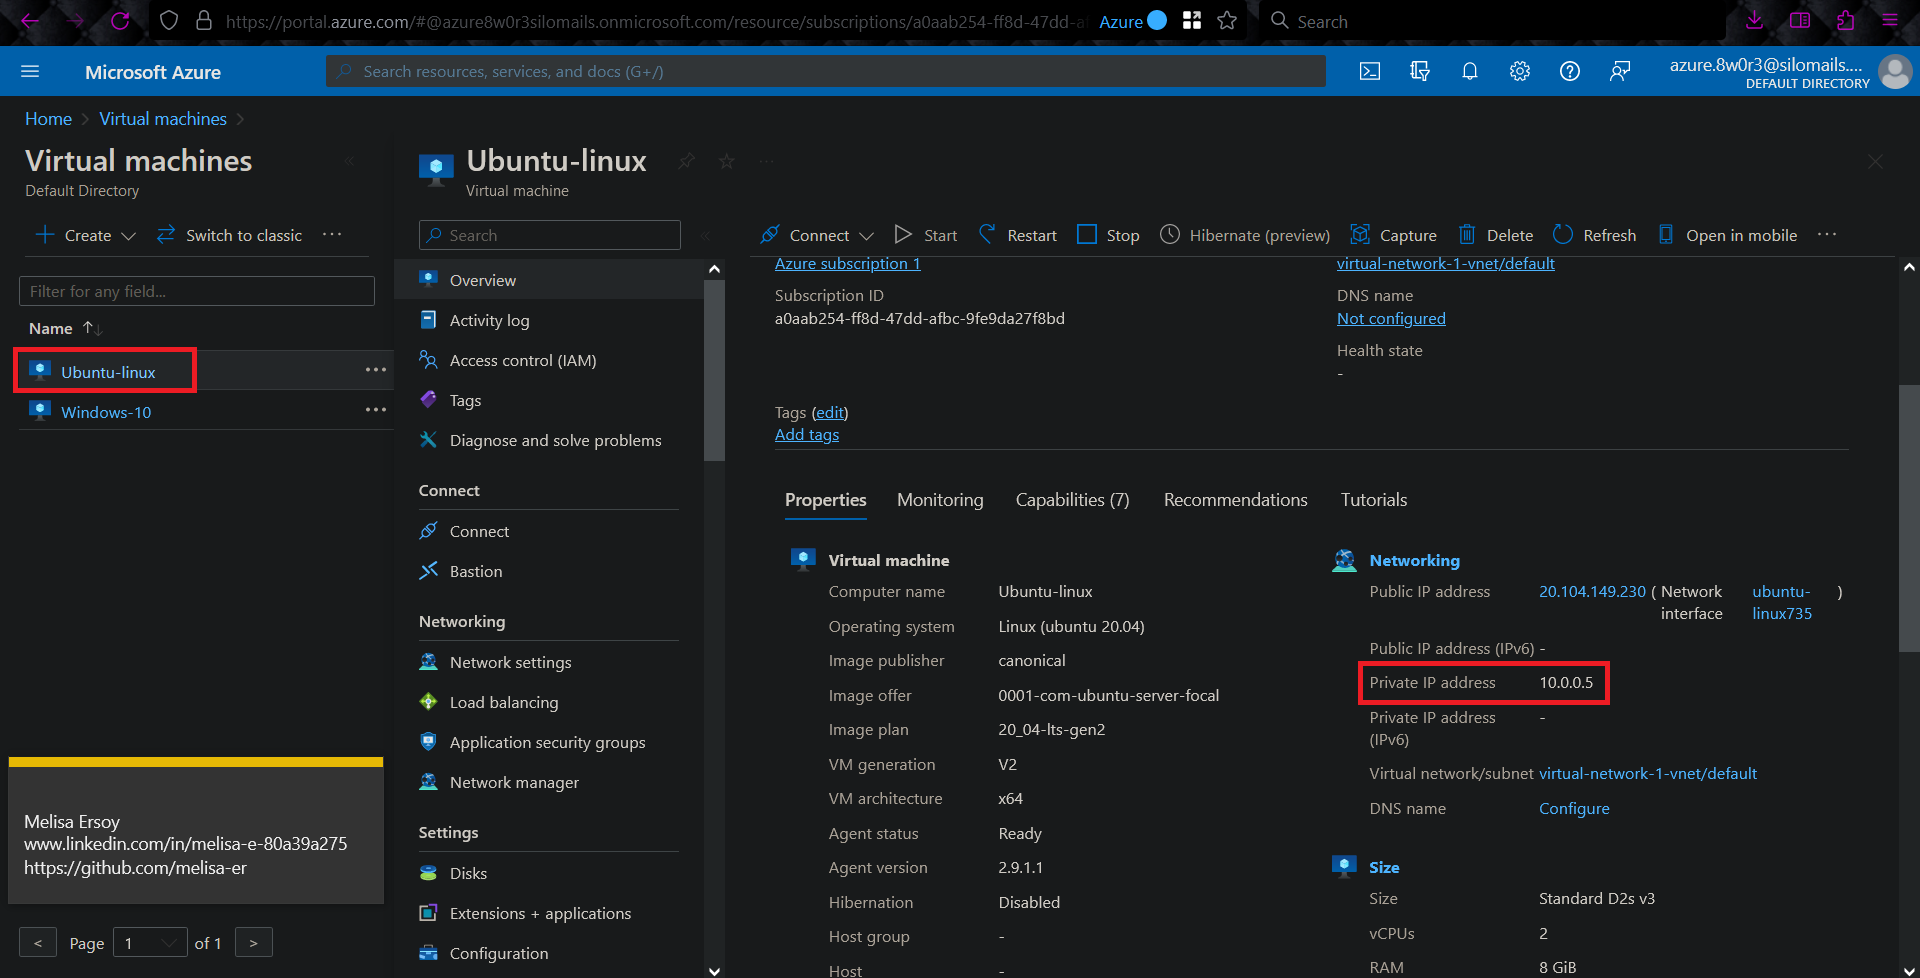 https://portal.azure.com/#@azure8w0r3silomails.onmicrosoft.com/resource/subscriptions/a0aab254-ff8d-47dd-a
Azure
Search
Microsoft Azure
Search resources, services, and docs (G+/)
azure.8w0r3@silomails....
DEFAULT DIRECTORY
Home > Virtual machines >
Virtual machines
Default Directory
«
Create
Switch to classic
...
Filter for any field...
Name ↑↓
Ubuntu-linux ...
Windows-10 ...
Melisa Ersoy
www.linkedin.com/in/melisa-e-80a39a275
https://github.com/melisa-er
< Page 1 of 1 >
Ubuntu-linux
...
Virtual machine
Search
«
Overview
Activity log
Access control (IAM)
Tags
Diagnose and solve problems
Connect
Connect
Bastion
Networking
Network settings
Load balancing
Application security groups
Network manager
Settings
Disks
Extensions + applications
Configuration
Connect
Start
Restart
Stop
Hibernate (preview)
Capture
Delete
Refresh
Open in mobile
...
Azure subscription 1
Subscription ID
a0aab254-ff8d-47dd-afbc-9fe9da27f8bd
virtual-network-1-vnet/default
DNS name
Not configured
Health state
-
Tags (edit)
Add tags
Properties
Monitoring
Capabilities (7)
Recommendations
Tutorials
Virtual machine
Computer name Ubuntu-linux
Operating system Linux (ubuntu 20.04)
Image publisher canonical
Image offer 0001-com-ubuntu-server-focal
Image plan 20_04-lts-gen2
VM generation V2
VM architecture x64
Agent status Ready
Agent version 2.9.1.1
Hibernation Disabled
Host group -
Host -
Networking
Public IP address 20.104.149.230 ( Network interface ubuntu-linux735 )
Public IP address (IPv6) -
Private IP address 10.0.0.5
Private IP address (IPv6) -
Virtual network/subnet virtual-network-1-vnet/default
DNS name Configure
Size
Size Standard D2s v3
vCPUs 2
RAM 8 GiB